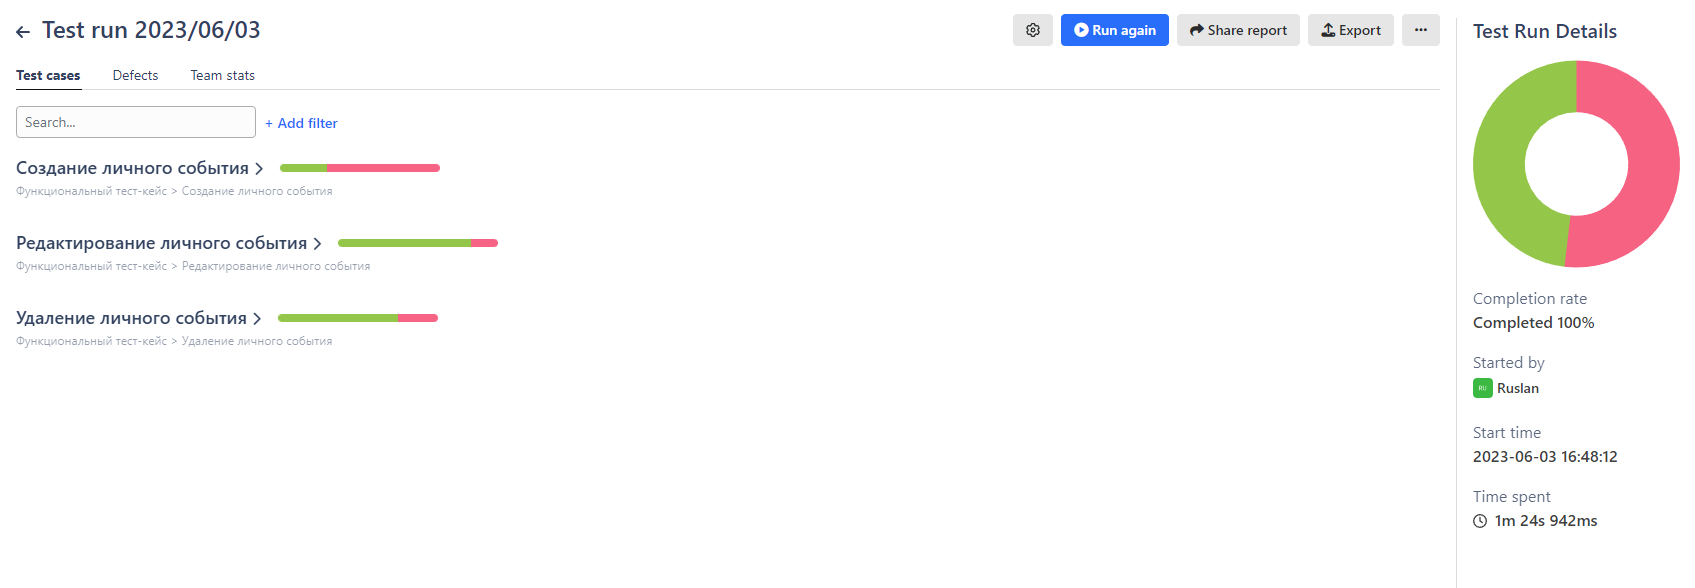 Test run 2023/06/03
Run again
Share report
Export
Test cases
Defects
Team stats
Search...
+ Add filter
Создание личного события
Функциональный тест-кейс > Создание личного события
Редактирование личного события
Функциональный тест-кейс > Редактирование личного события
Удаление личного события
Функциональный тест-кейс > Удаление личного события
Test Run Details
Completion rate
Completed 100%
Started by
RU Ruslan
Start time
2023-06-03 16:48:12
Time spent
1m 24s 942ms